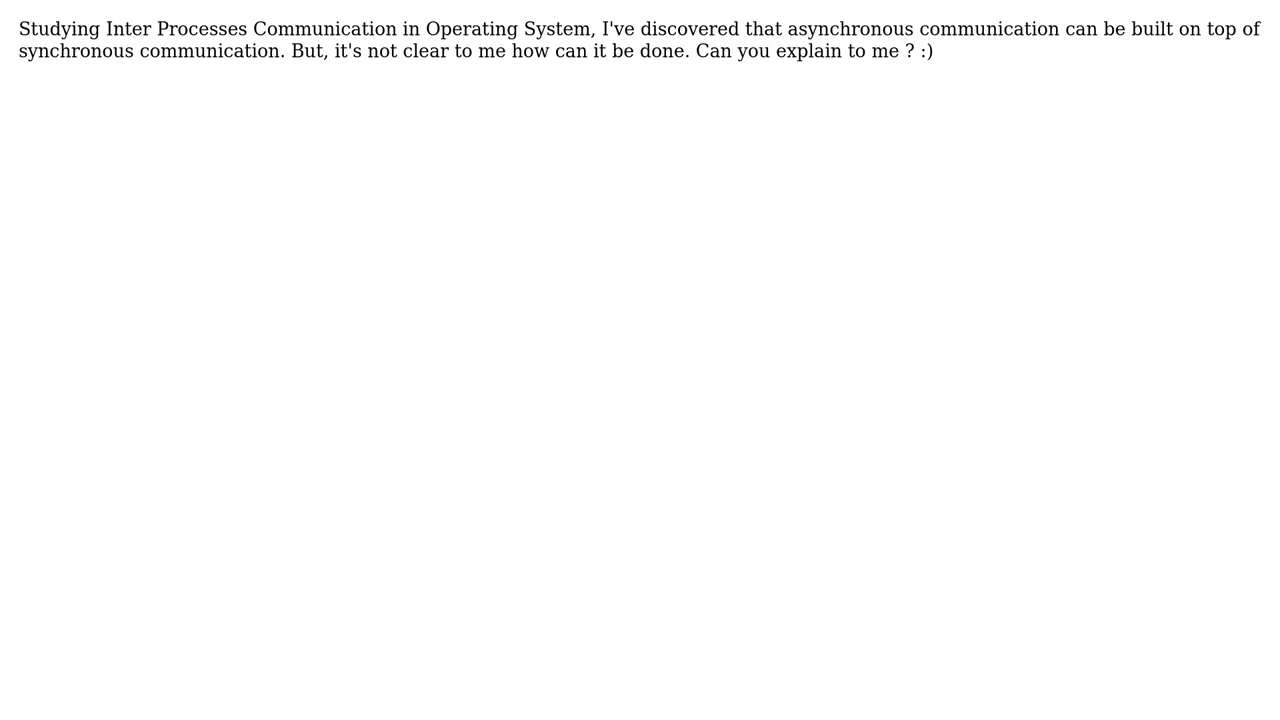 Studying Inter Processes Communication in Operating System, I've discovered that asynchronous communication can be built on top of
synchronous communication. But, it's not clear to me how can it be done. Can you explain to me ? :)